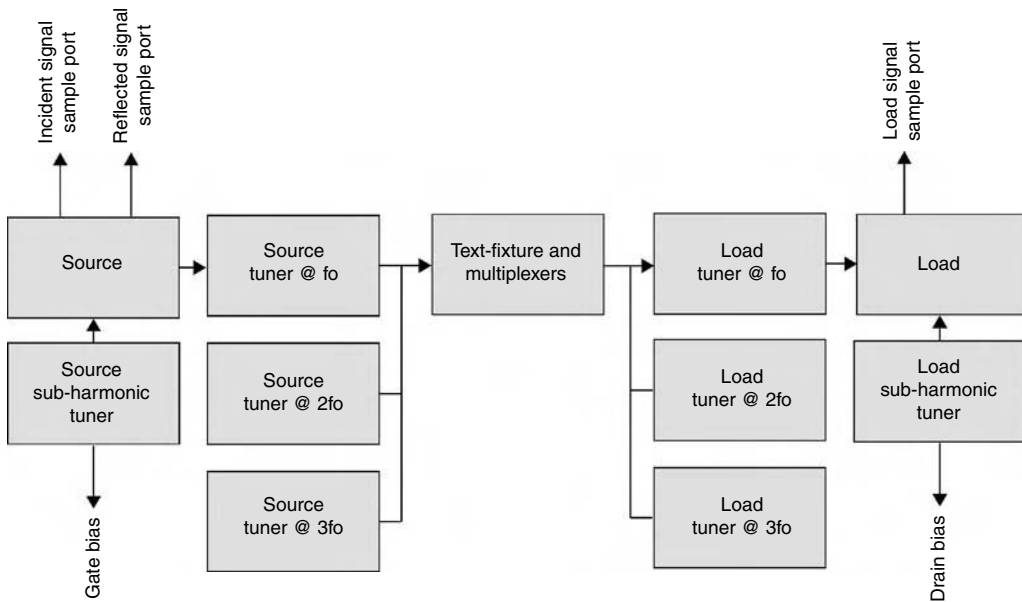 Incident signal
sample port
Reflected signal
sample port
Load signal
sample port
Source
Source
tuner @ fo
Text-fixture and
multiplexers
Load
tuner @ fo
Load
Source
sub-harmonic
tuner
Source
tuner @ 2fo
Load
tuner @ 2fo
Load
sub-harmonic
tuner
Source
tuner @ 3fo
Load
tuner @ 3fo
Gate bias
Drain bias